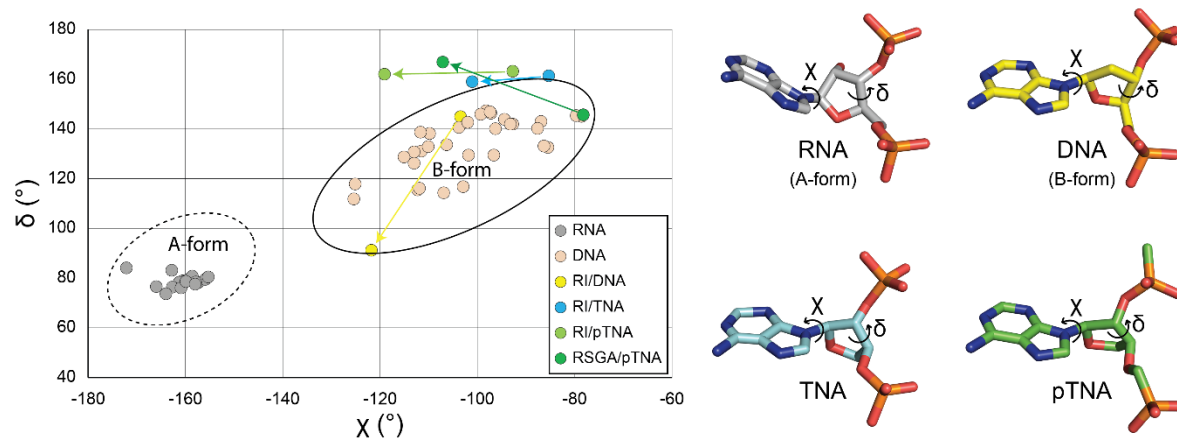 180
160
140
120
100
80
60
40
δ (°)
-180
-160
-140
-120
-100
-80
-60
χ (°)
A-form
B-form
RNA
DNA
RI/DNA
RI/TNA
RI/pTNA
RSGA/pTNA
χ
δ
RNA
(A-form)
χ
δ
DNA
(B-form)
χ
δ
TNA
χ
δ
pTNA